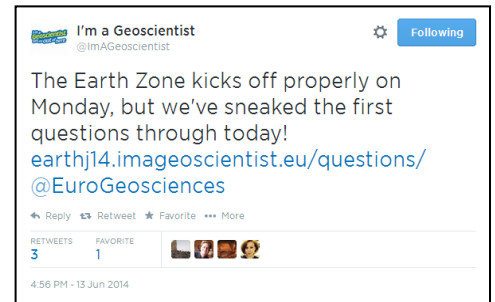 I'm a Geoscientist
@ImAGeoscientist
Following
The Earth Zone kicks off properly on
Monday, but we've sneaked the first
questions through today!
earthj14.imageoscientist.eu/questions/
@EuroGeosciences
Reply Retweet Favorite More
RETWEETS FAVORITE
3 1
4:56 PM - 13 Jun 2014